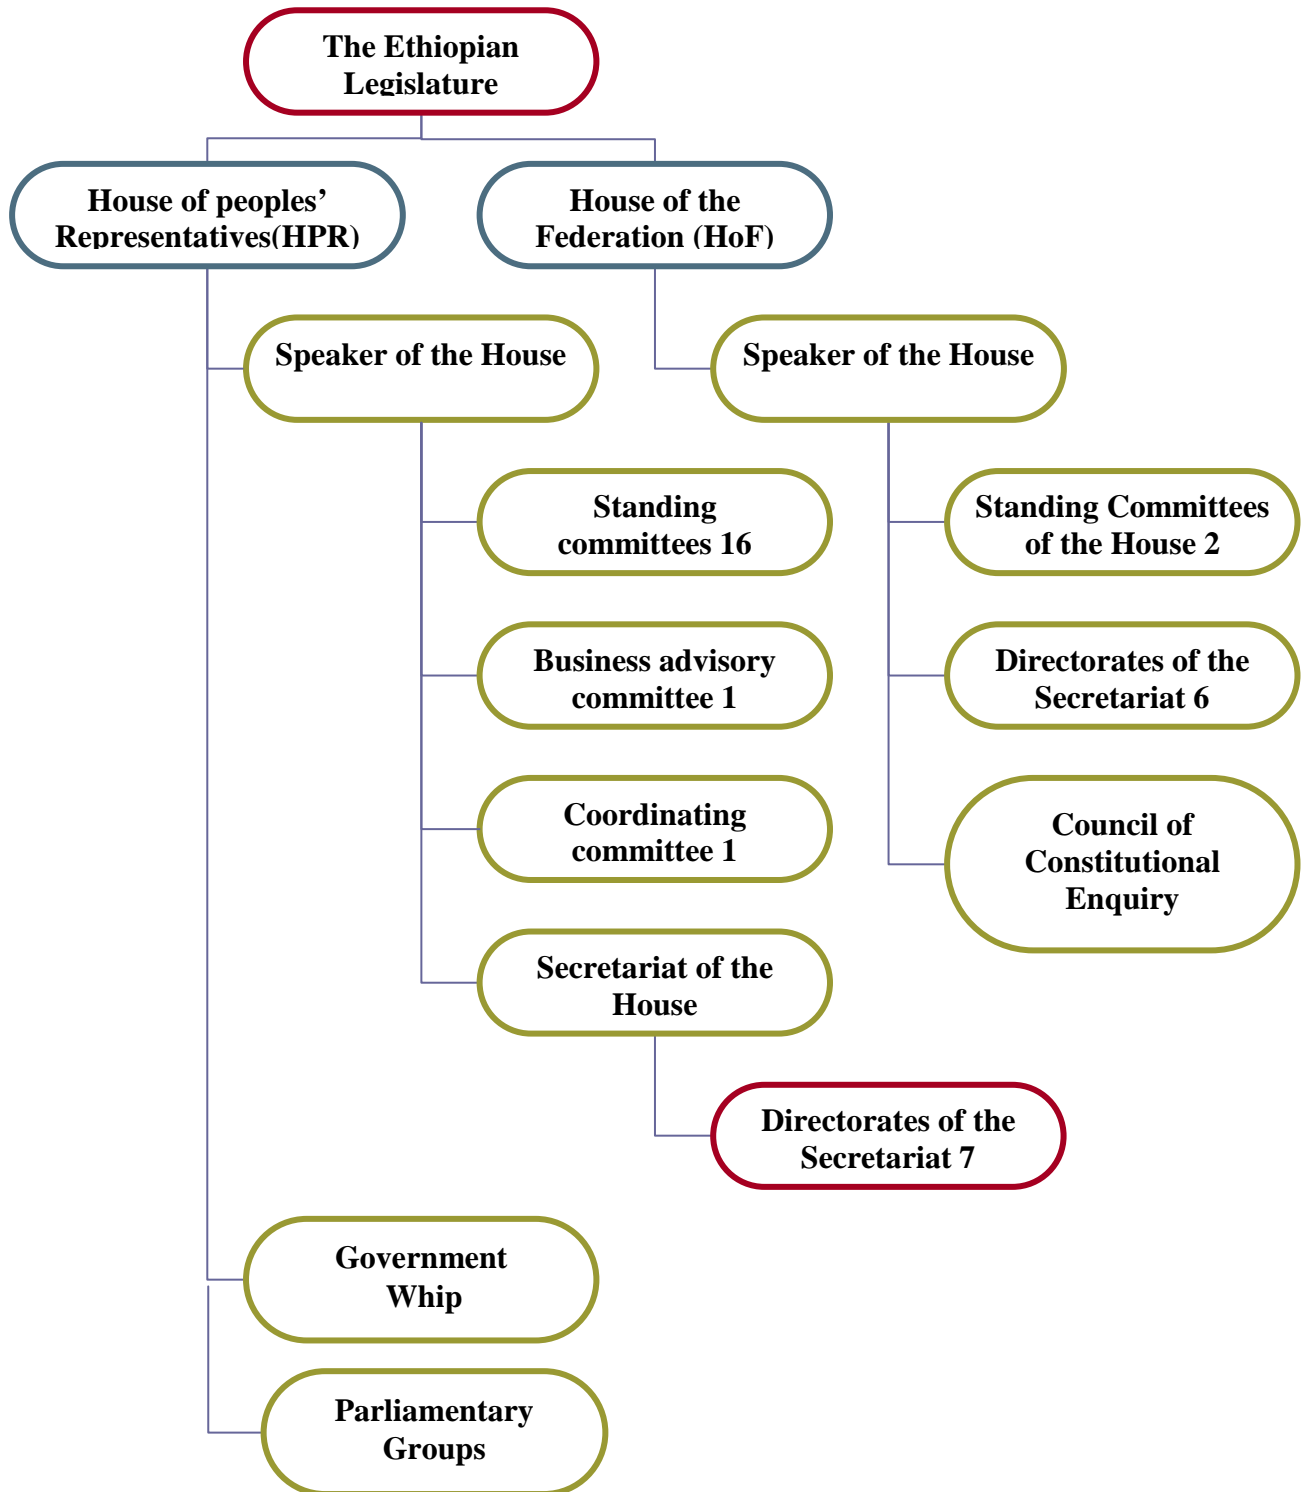 The Ethiopian
Legislature
House of peoples’
Representatives(HPR)
House of the
Federation (HoF)
Speaker of the House
Speaker of the House
Standing
committees 16
Standing Committees
of the House 2
Business advisory
committee 1
Directorates of the
Secretariat 6
Coordinating
committee 1
Council of
Constitutional
Enquiry
Secretariat of the
House
Directorates of the
Secretariat 7
Government
Whip
Parliamentary
Groups